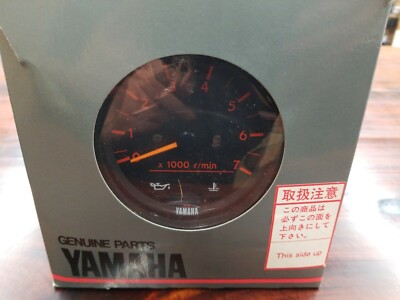 3 4
2 5
1 6
0 7
x 1000 r/min
YAMAHA
GENUINE PARTS
YAMAHA
取扱注意
この商品は
必ずこの面を
上向きにして
下さい。
This side up